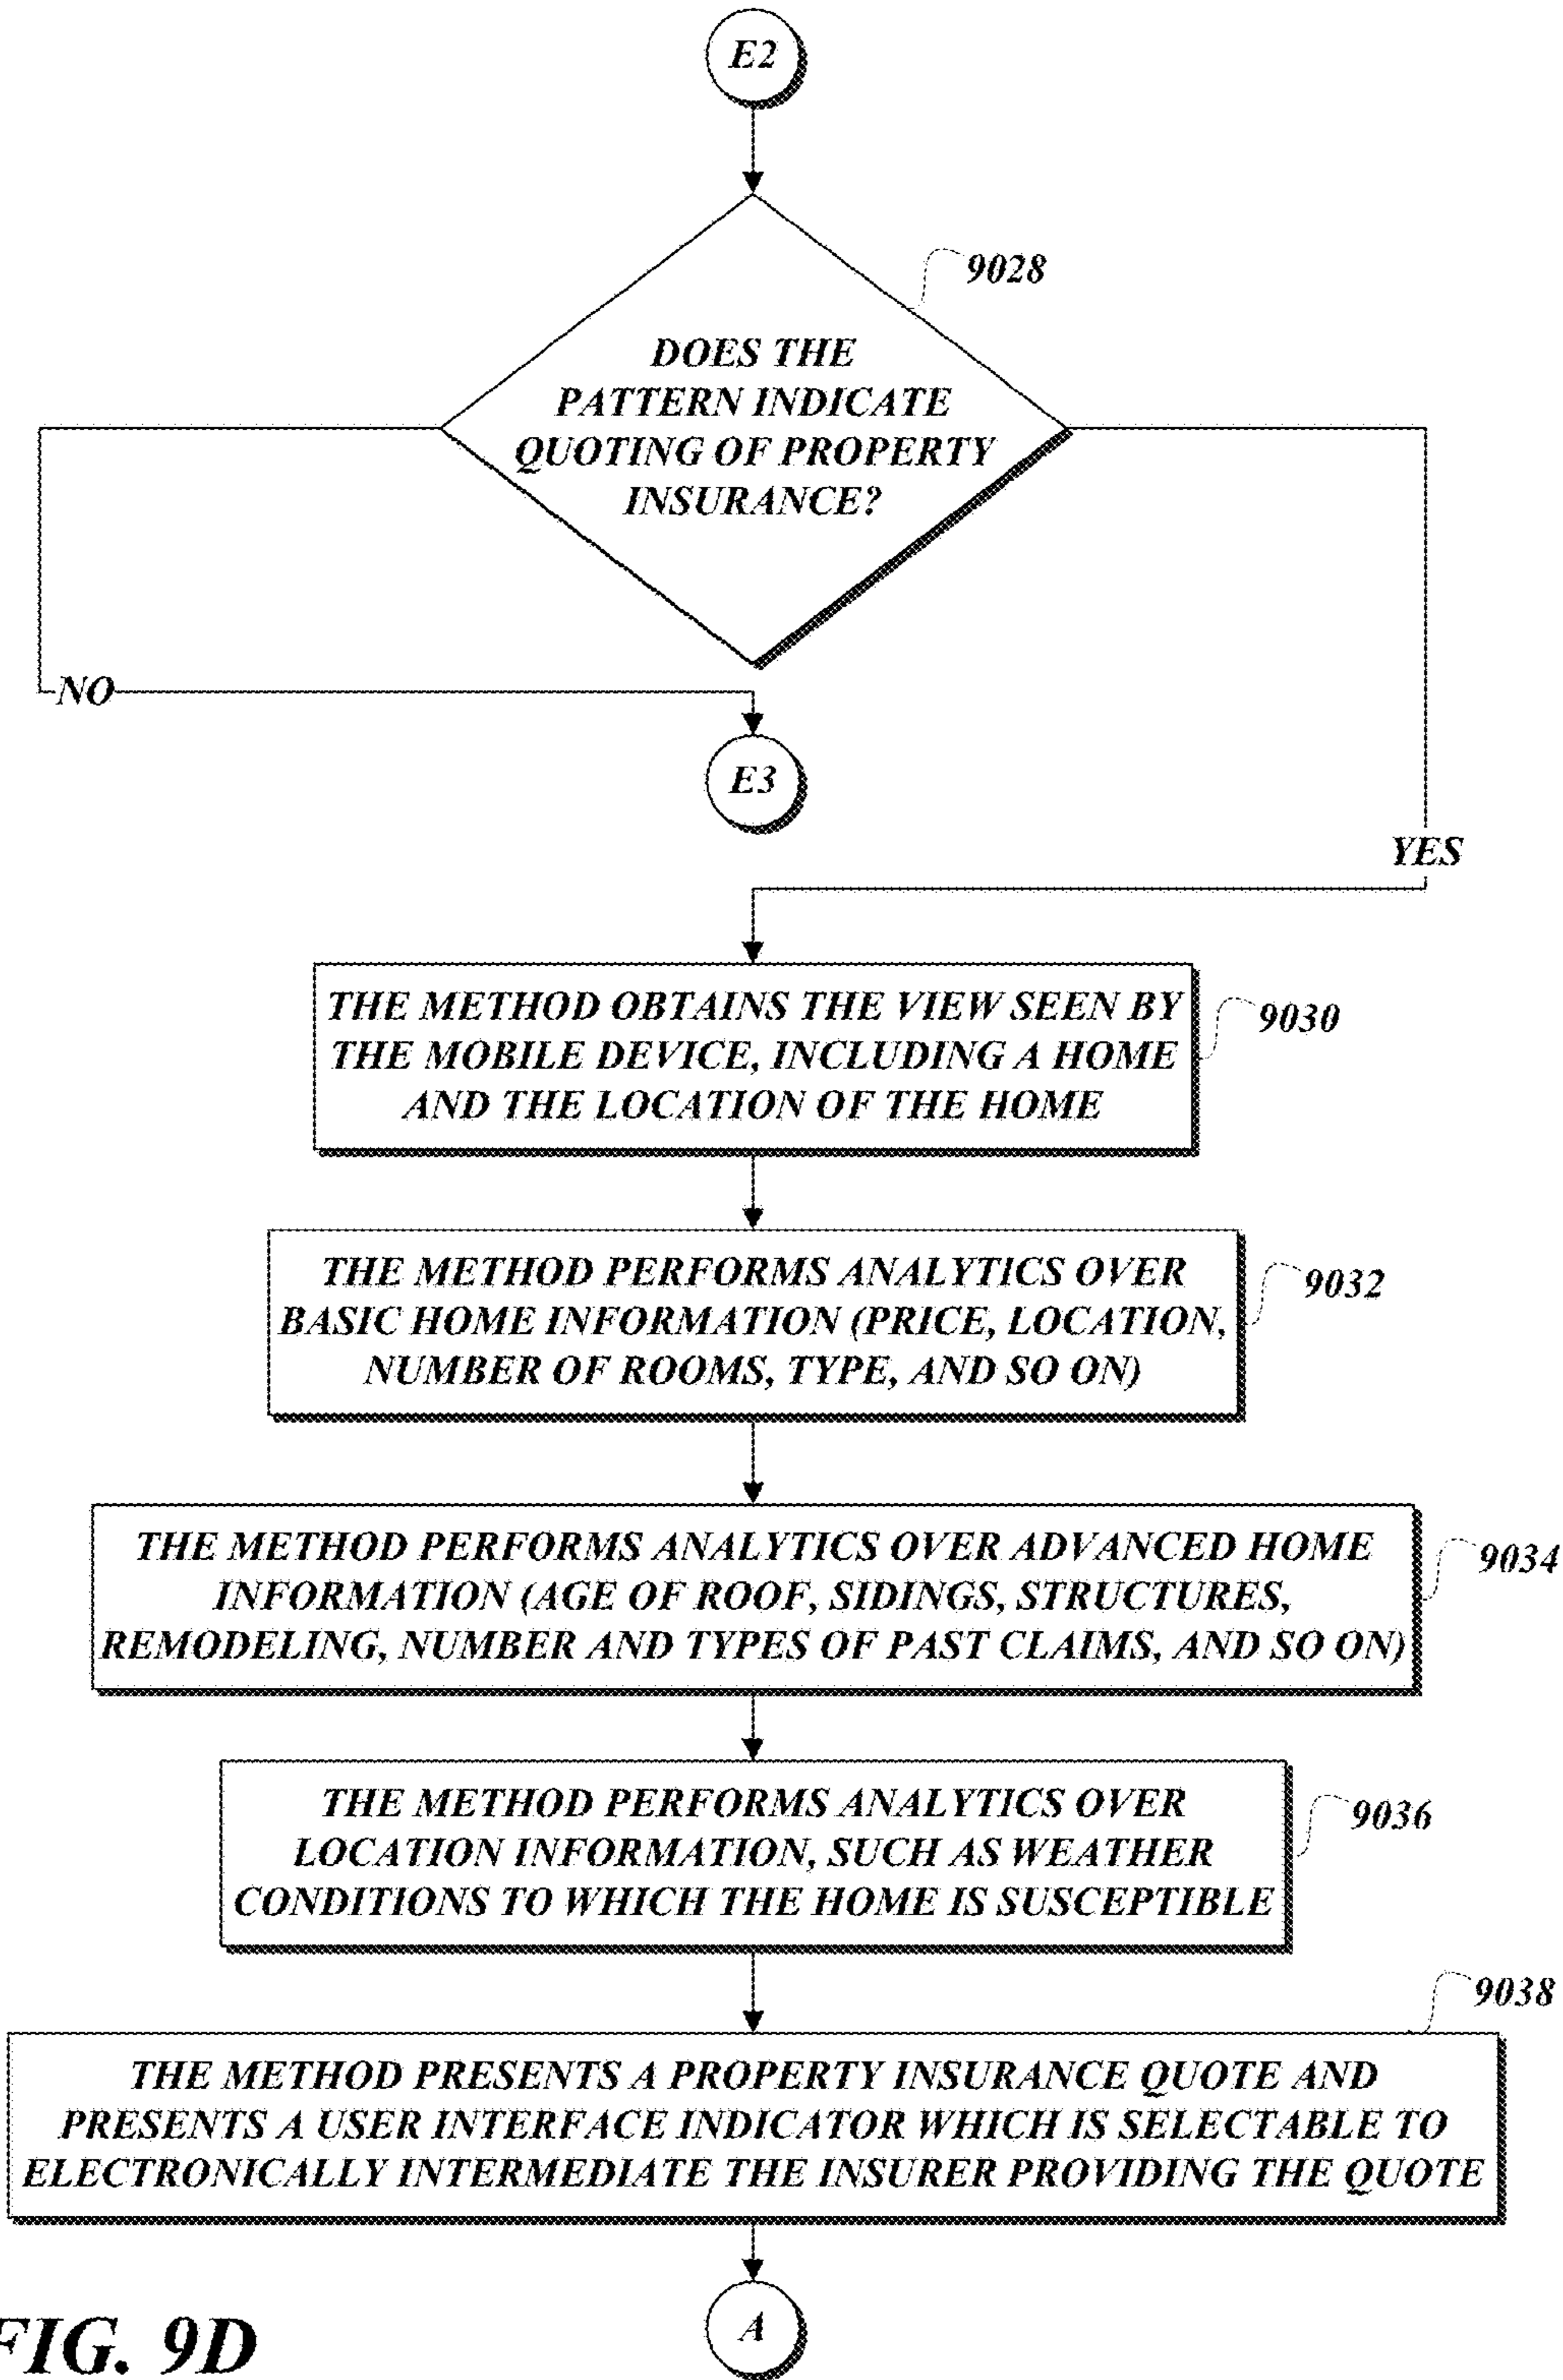 E2
9028
DOES THE
PATTERN INDICATE
QUOTING OF PROPERTY
INSURANCE?
NO
E3
YES
THE METHOD OBTAINS THE VIEW SEEN BY
THE MOBILE DEVICE, INCLUDING A HOME
AND THE LOCATION OF THE HOME
9030
THE METHOD PERFORMS ANALYTICS OVER
BASIC HOME INFORMATION (PRICE, LOCATION,
NUMBER OF ROOMS, TYPE, AND SO ON)
9032
THE METHOD PERFORMS ANALYTICS OVER ADVANCED HOME
INFORMATION (AGE OF ROOF, SIDINGS, STRUCTURES,
REMODELING, NUMBER AND TYPES OF PAST CLAIMS, AND SO ON)
9034
THE METHOD PERFORMS ANALYTICS OVER
LOCATION INFORMATION, SUCH AS WEATHER
CONDITIONS TO WHICH THE HOME IS SUSCEPTIBLE
9036
9038
THE METHOD PRESENTS A PROPERTY INSURANCE QUOTE AND
PRESENTS A USER INTERFACE INDICATOR WHICH IS SELECTABLE TO
ELECTRONICALLY INTERMEDIATE THE INSURER PROVIDING THE QUOTE
A
FIG. 9D